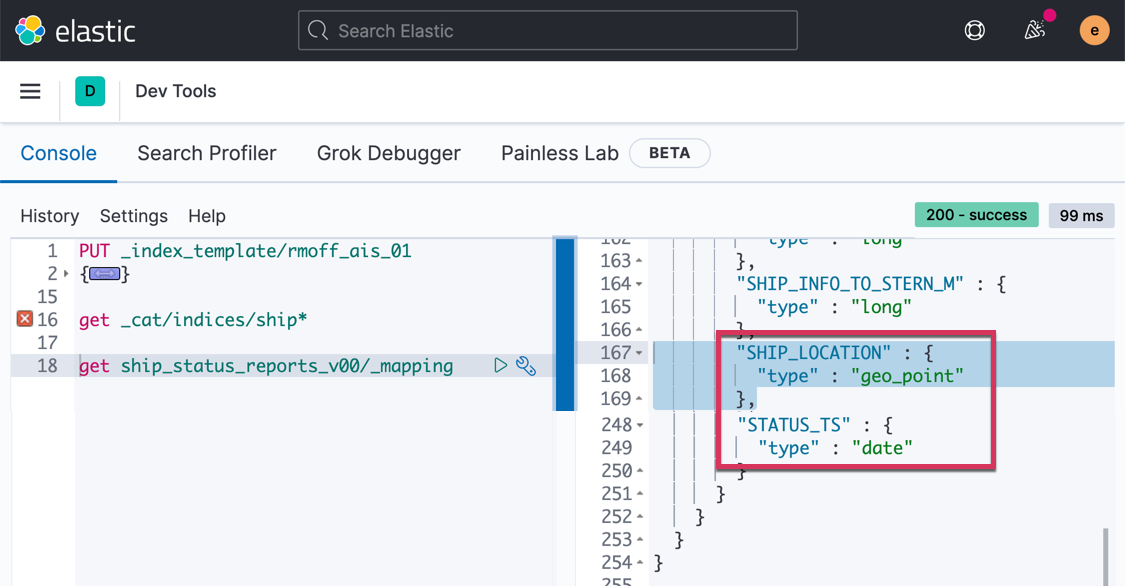 elastic
Search Elastic
e
D
Dev Tools
Console
Search Profiler
Grok Debugger
Painless Lab
BETA
History
Settings
Help
200 - success
99 ms
1 PUT _index_template/rmoff_ais_01
2 {}
15
16 get _cat/indices/ship*
17
18 get ship_status_reports_v00/_mapping
162 "type" : "long"
163 },
164 "SHIP_INFO_TO_STERN_M" : {
165 "type" : "long"
166 },
167 "SHIP_LOCATION" : {
168 "type" : "geo_point"
169 },
248 "STATUS_TS" : {
249 "type" : "date"
250 }
251 }
252 }
253 }
254 }
255